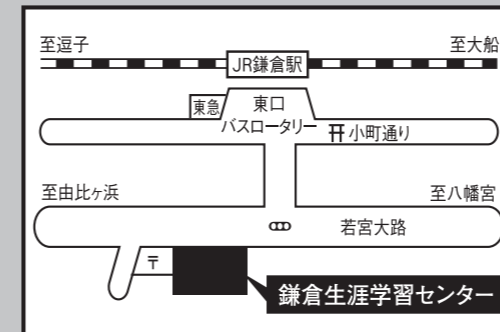 至逗子
至大船
JR鎌倉駅
東急
東口
バスロータリー
小町通り
至由比ヶ浜
至八幡宮
若宮大路
〒
鎌倉生涯学習センター